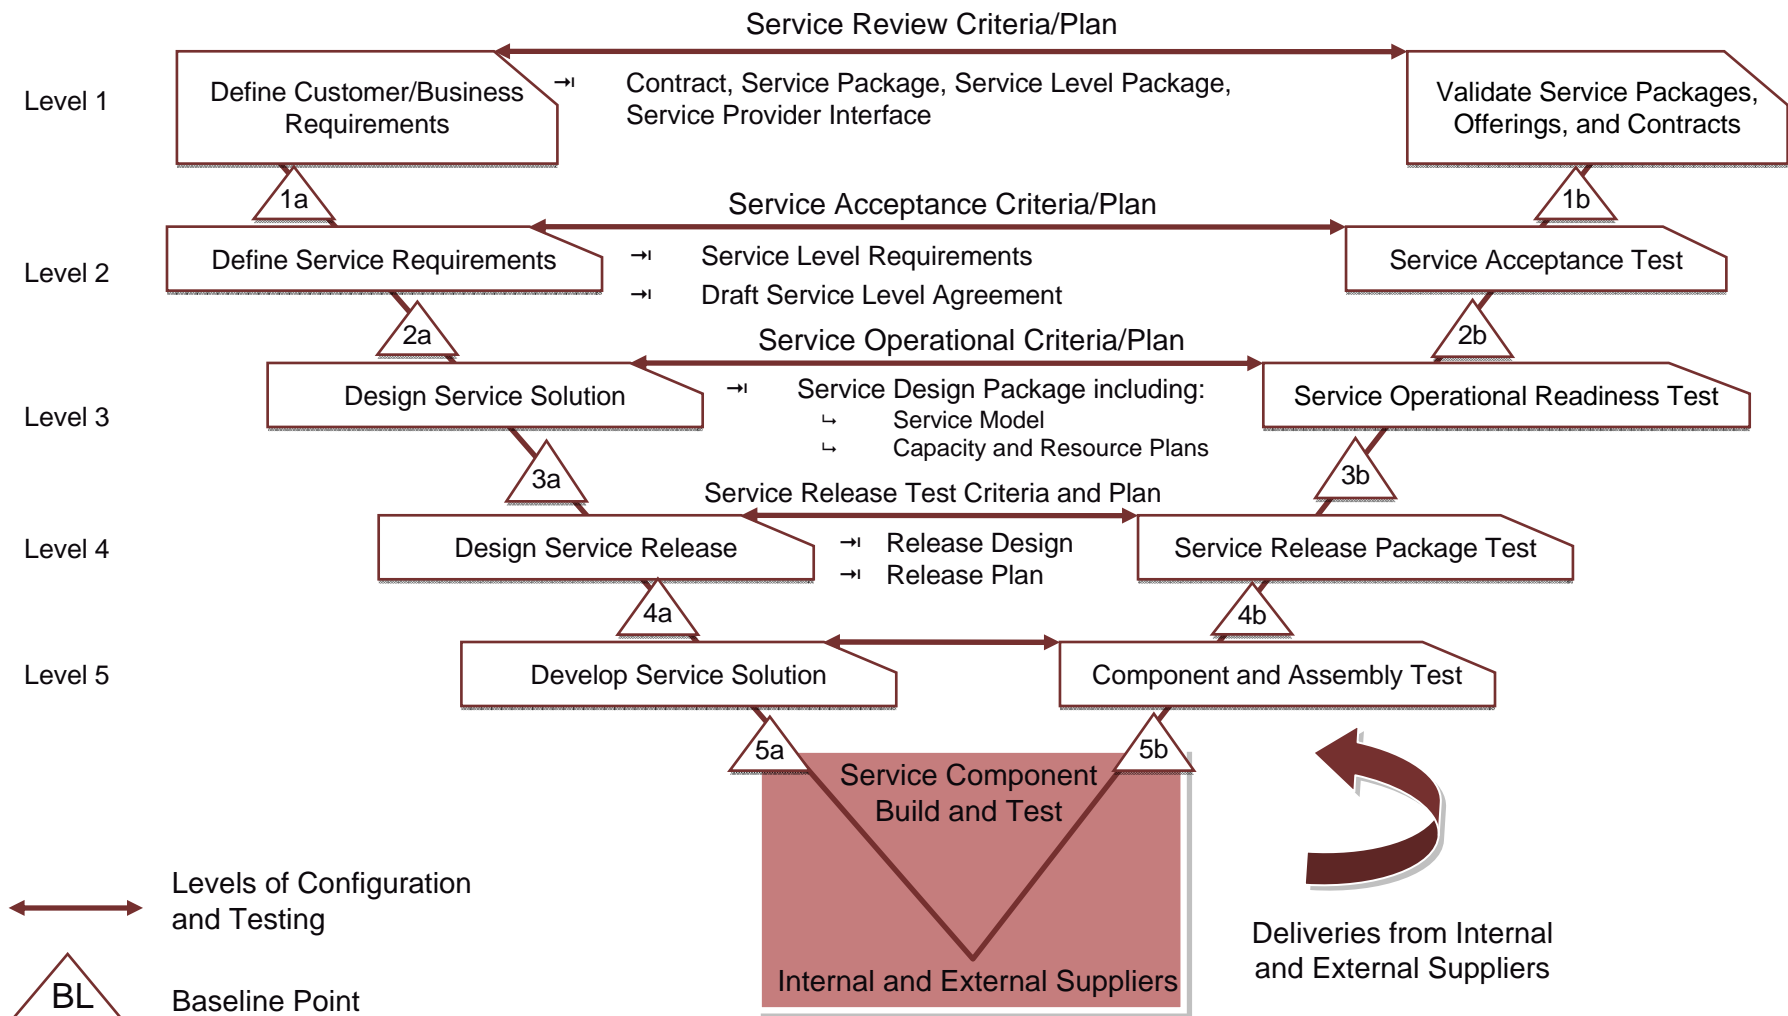 Service Review Criteria/Plan
Level 1
Define Customer/Business
Requirements
Contract, Service Package, Service Level Package,
Service Provider Interface
Validate Service Packages,
Offerings, and Contracts
1a
1b
Service Acceptance Criteria/Plan
Level 2
Define Service Requirements
Service Level Requirements
Draft Service Level Agreement
Service Acceptance Test
2a
2b
Service Operational Criteria/Plan
Level 3
Design Service Solution
Service Design Package including:
Service Model
Capacity and Resource Plans
Service Operational Readiness Test
3a
3b
Service Release Test Criteria and Plan
Level 4
Design Service Release
Release Design
Release Plan
Service Release Package Test
4a
4b
Level 5
Develop Service Solution
Component and Assembly Test
5a
5b
Service Component
Build and Test
Internal and External Suppliers
Deliveries from Internal
and External Suppliers
Levels of Configuration
and Testing
BL
Baseline Point